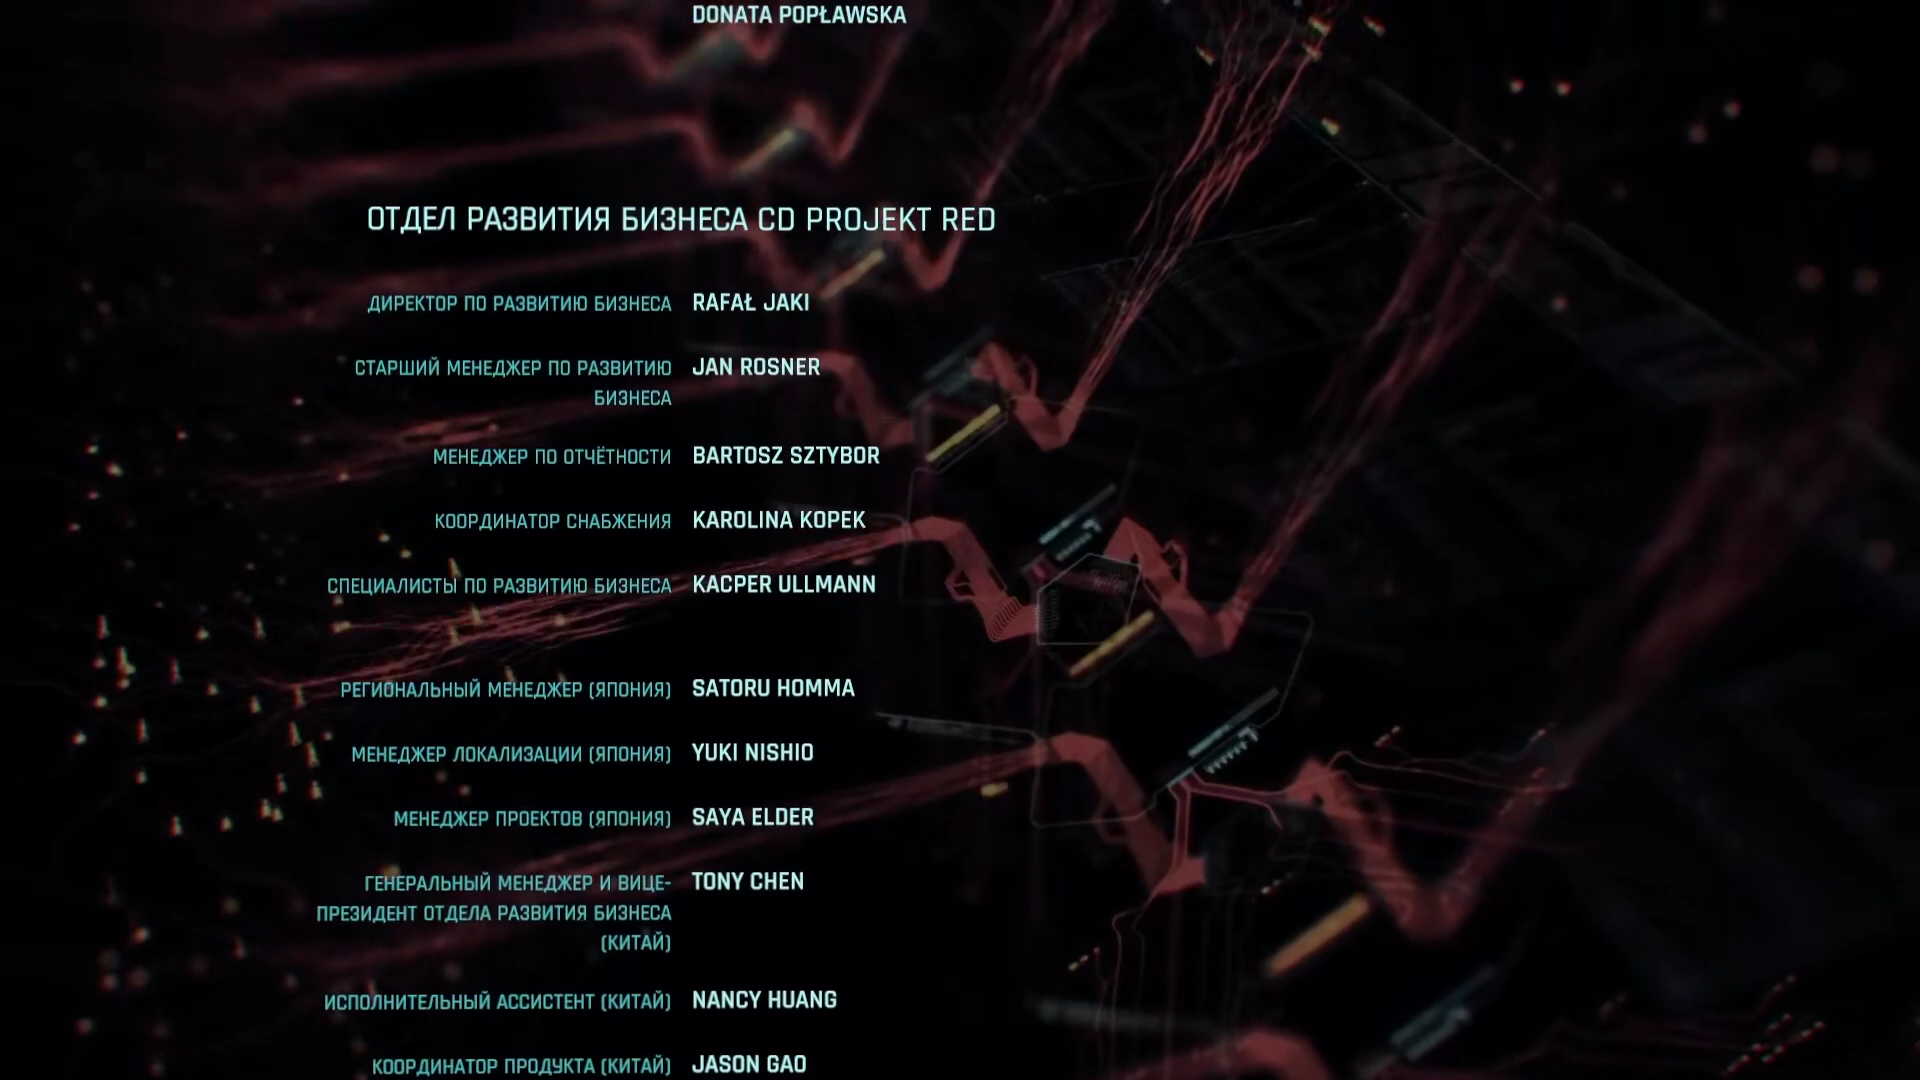 DONATA POPŁAWSKA
ОТДЕЛ РАЗВИТИЯ БИЗНЕСА CD PROJEKT RED
ДИРЕКТОР ПО РАЗВИТИЮ БИЗНЕСА RAFAŁ JAKI
СТАРШИЙ МЕНЕДЖЕР ПО РАЗВИТИЮ JAN ROSNER
БИЗНЕСА
МЕНЕДЖЕР ПО ОТЧЁТНОСТИ BARTOSZ SZTYBOR
КООРДИНАТОР СНАБЖЕНИЯ KAROLINA KOPEK
СПЕЦИАЛИСТЫ ПО РАЗВИТИЮ БИЗНЕСА KACPER ULLMANN
РЕГИОНАЛЬНЫЙ МЕНЕДЖЕР (ЯПОНИЯ) SATORU HOMMA
МЕНЕДЖЕР ЛОКАЛИЗАЦИИ (ЯПОНИЯ) YUKI NISHIO
МЕНЕДЖЕР ПРОЕКТОВ (ЯПОНИЯ) SAYA ELDER
ГЕНЕРАЛЬНЫЙ МЕНЕДЖЕР И ВИЦЕ- TONY CHEN
ПРЕЗИДЕНТ ОТДЕЛА РАЗВИТИЯ БИЗНЕСА
(КИТАЙ)
ИСПОЛНИТЕЛЬНЫЙ АССИСТЕНТ (КИТАЙ) NANCY HUANG
КООРДИНАТОР ПРОДУКТА (КИТАЙ) JASON GAO